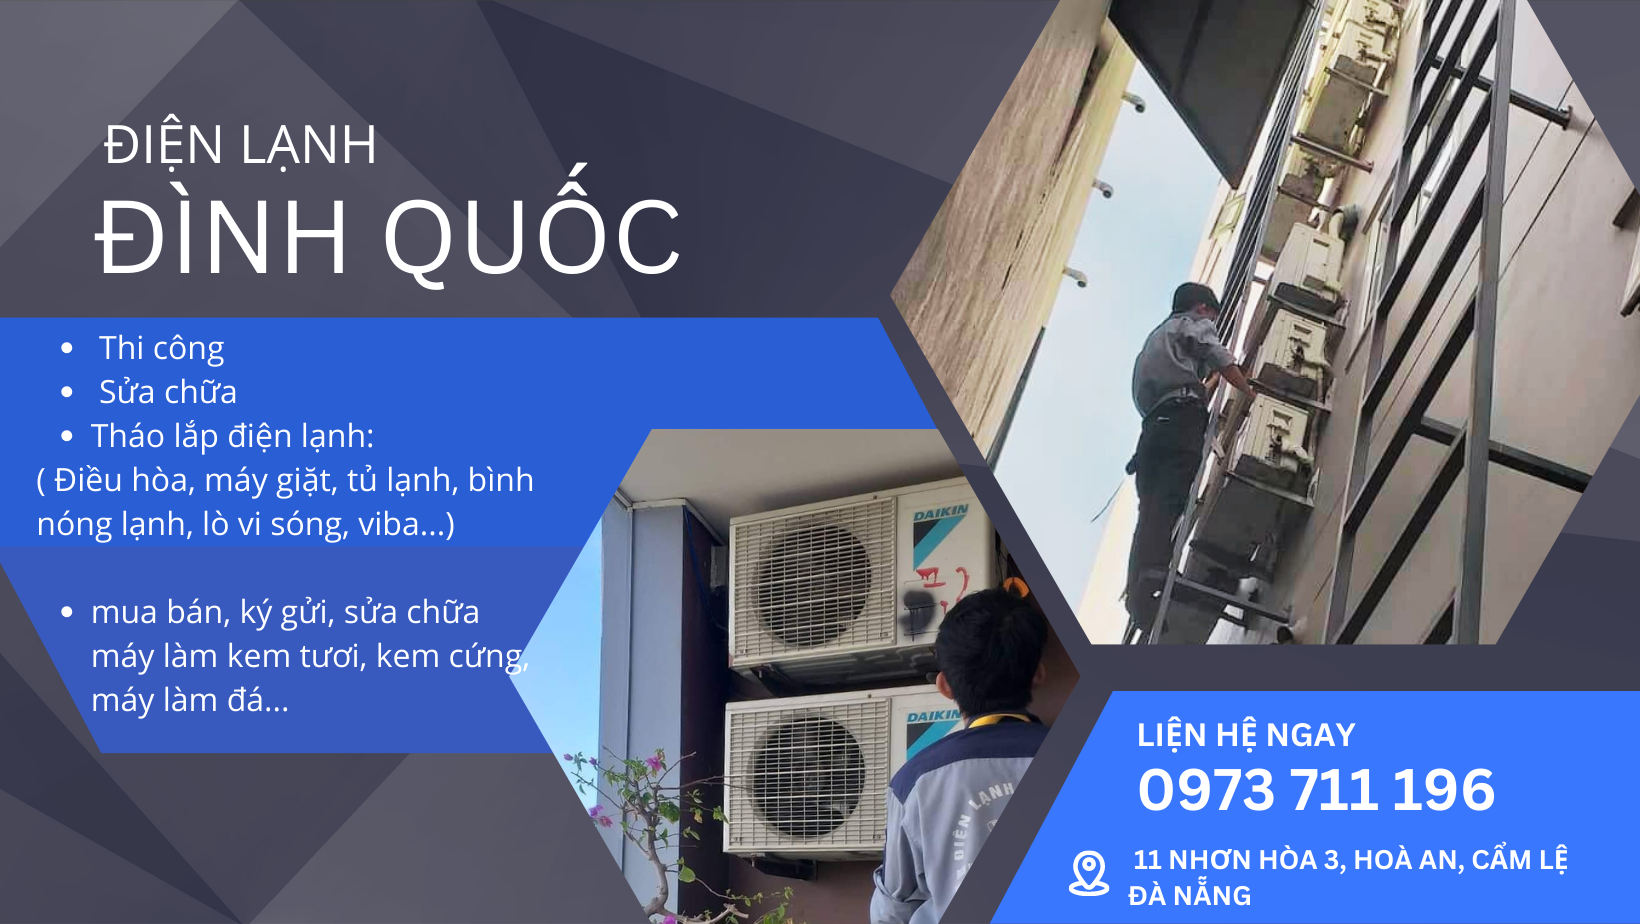 ĐIỆN LẠNH
ĐÌNH QUỐC
• Thi công
• Sửa chữa
• Tháo lắp điện lạnh:
( Điều hòa, máy giặt, tủ lạnh, bình
nóng lạnh, lò vi sóng, viba...)
• mua bán, ký gửi, sửa chữa
máy làm kem tươi, kem cứng,
máy làm đá...
DAIKIN
DAIKIN
ĐIỆN LẠNH
LIỆN HỆ NGAY
0973 711 196
11 NHƠN HÒA 3, HOÀ AN, CẨM LỆ
ĐÀ NẴNG